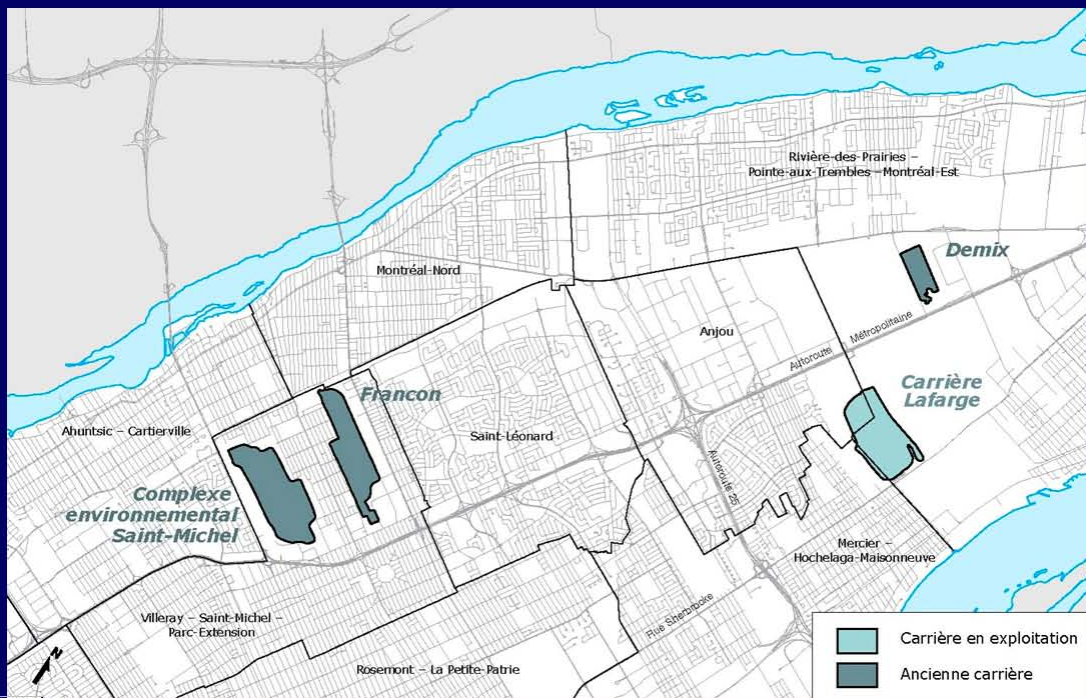 Rivière-des-Prairies –
Pointe-aux-Trembles – Montréal-Est
Demix
Montréal-Nord
Anjou
Autoroute Métropolitaine
Carrière
Lafarge
Francon
Ahuntsic – Cartierville
Saint-Léonard
Autoroute 25
Complexe
environnemental
Saint-Michel
Mercier –
Hochelaga-Maisonneuve
Villeray – Saint-Michel –
Parc-Extension
Rue Sherbrooke
Rosemont – La Petite-Patrie
N
Carrière en exploitation
Ancienne carrière